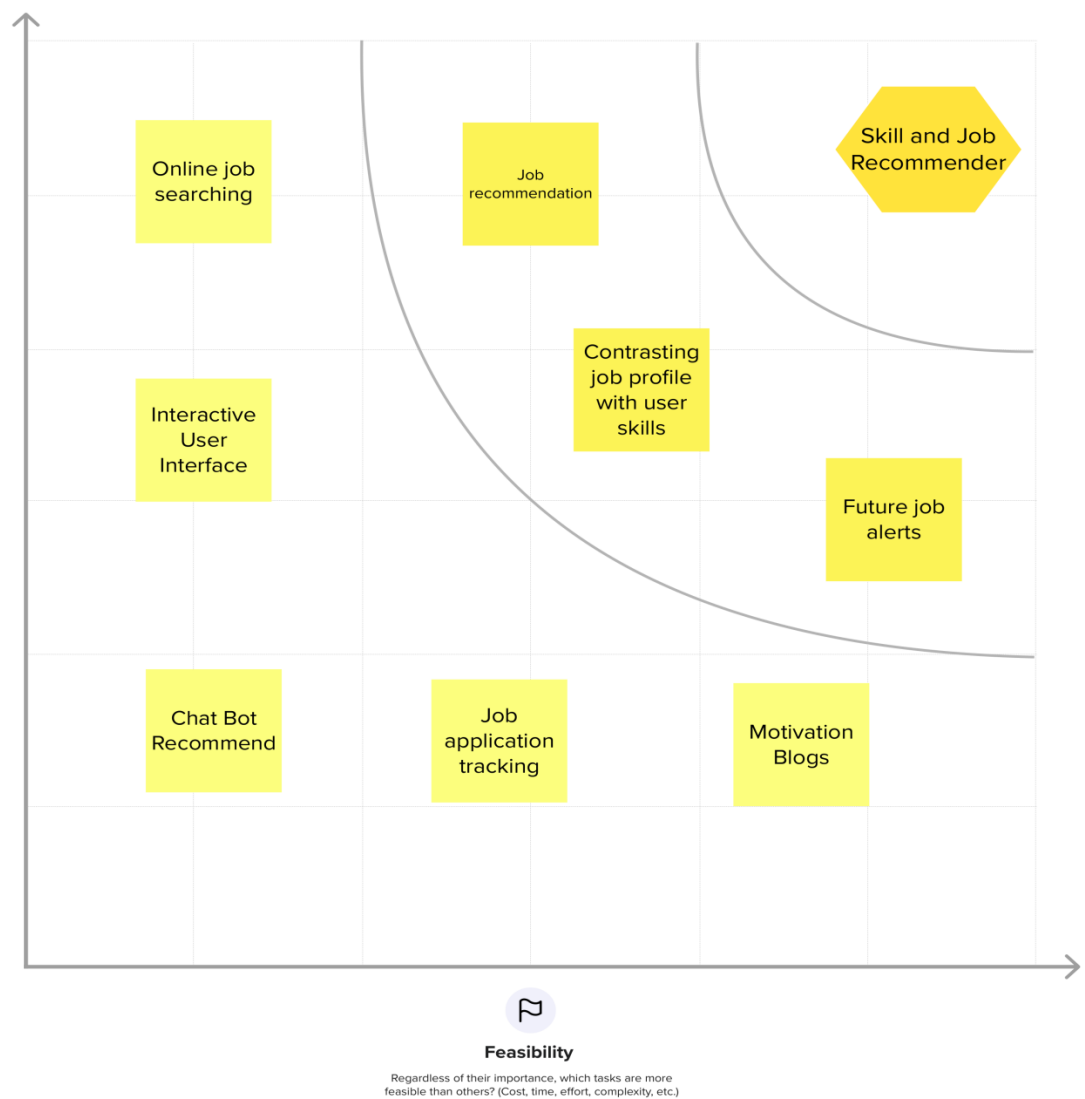 Skill and Job
Recommender
Online job
searching
Job
recommendation
Contrasting
job profile
with user
skills
Interactive
User
Interface
Future job
alerts
Chat Bot
Recommend
Job
application
tracking
Motivation
Blogs
Feasibility
Regardless of their importance, which tasks are more
feasible than others? (Cost, time, effort, complexity, etc.)